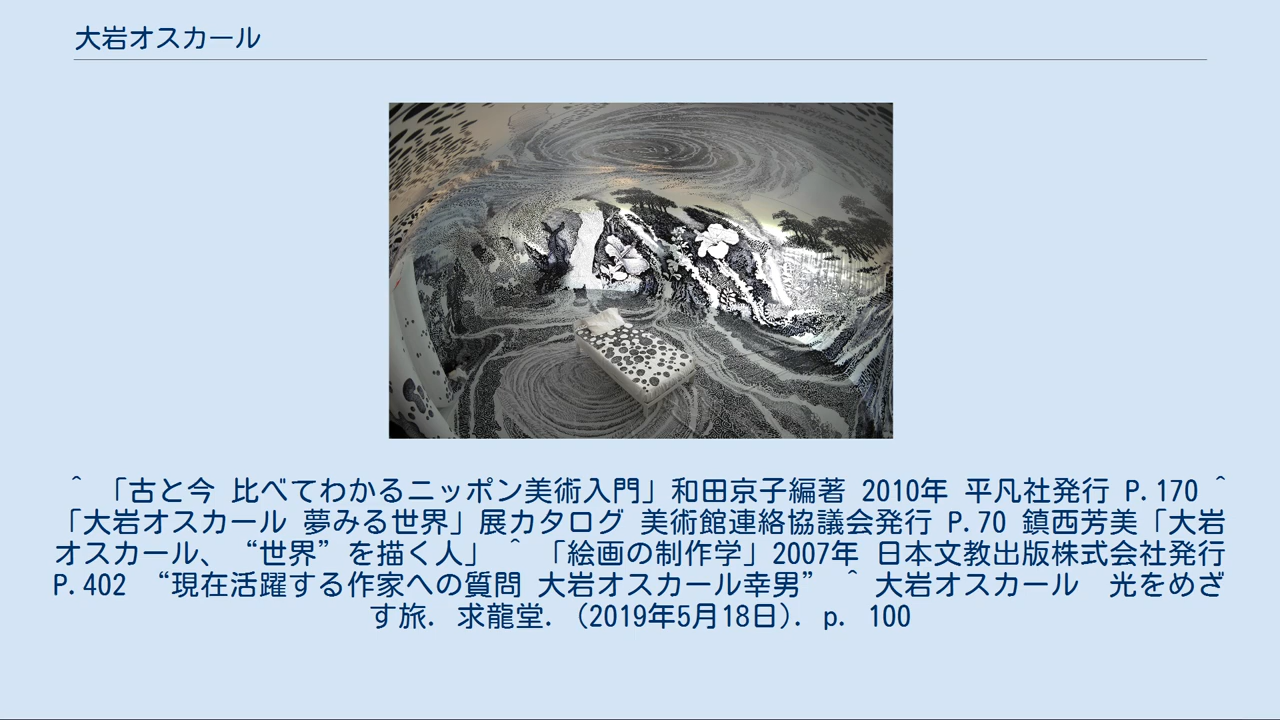 大岩オスカール
^ 「古と今 比べてわかるニッポン美術入門」和田京子編著 2010年 平凡社発行 P.170 ^
「大岩オスカール 夢みる世界」展カタログ 美術館連絡協議会発行 P.70 鎮西芳美「大岩
オスカール、“世界”を描く人」 ^ 「絵画の制作学」2007年 日本文教出版株式会社発行
P.402 “現在活躍する作家への質問 大岩オスカール幸男” ^ 大岩オスカール　光をめざ
す旅. 求龍堂. (2019年5月18日). p. 100